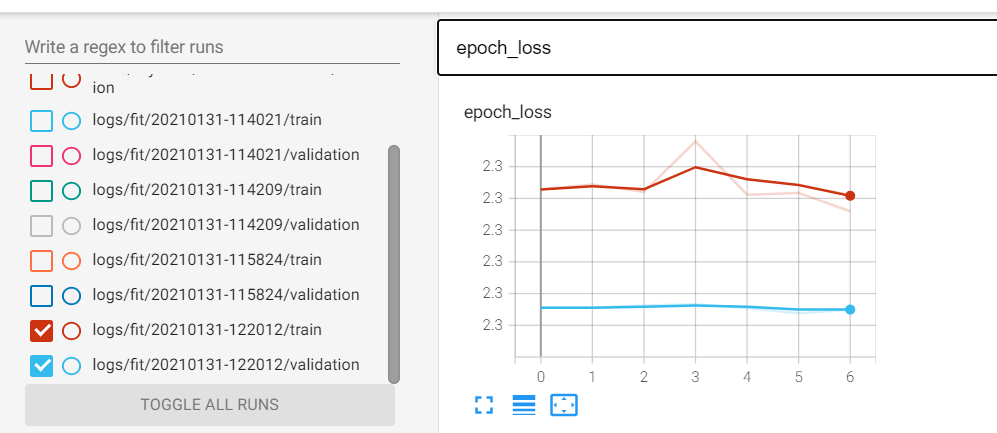 Write a regex to filter runs
ion
logs/fit/20210131-114021/train
logs/fit/20210131-114021/validation
logs/fit/20210131-114209/train
logs/fit/20210131-114209/validation
logs/fit/20210131-115824/train
logs/fit/20210131-115824/validation
logs/fit/20210131-122012/train
logs/fit/20210131-122012/validation
TOGGLE ALL RUNS
epoch_loss
epoch_loss
2.3
2.3
2.3
2.3
2.3
2.3
0 1 2 3 4 5 6